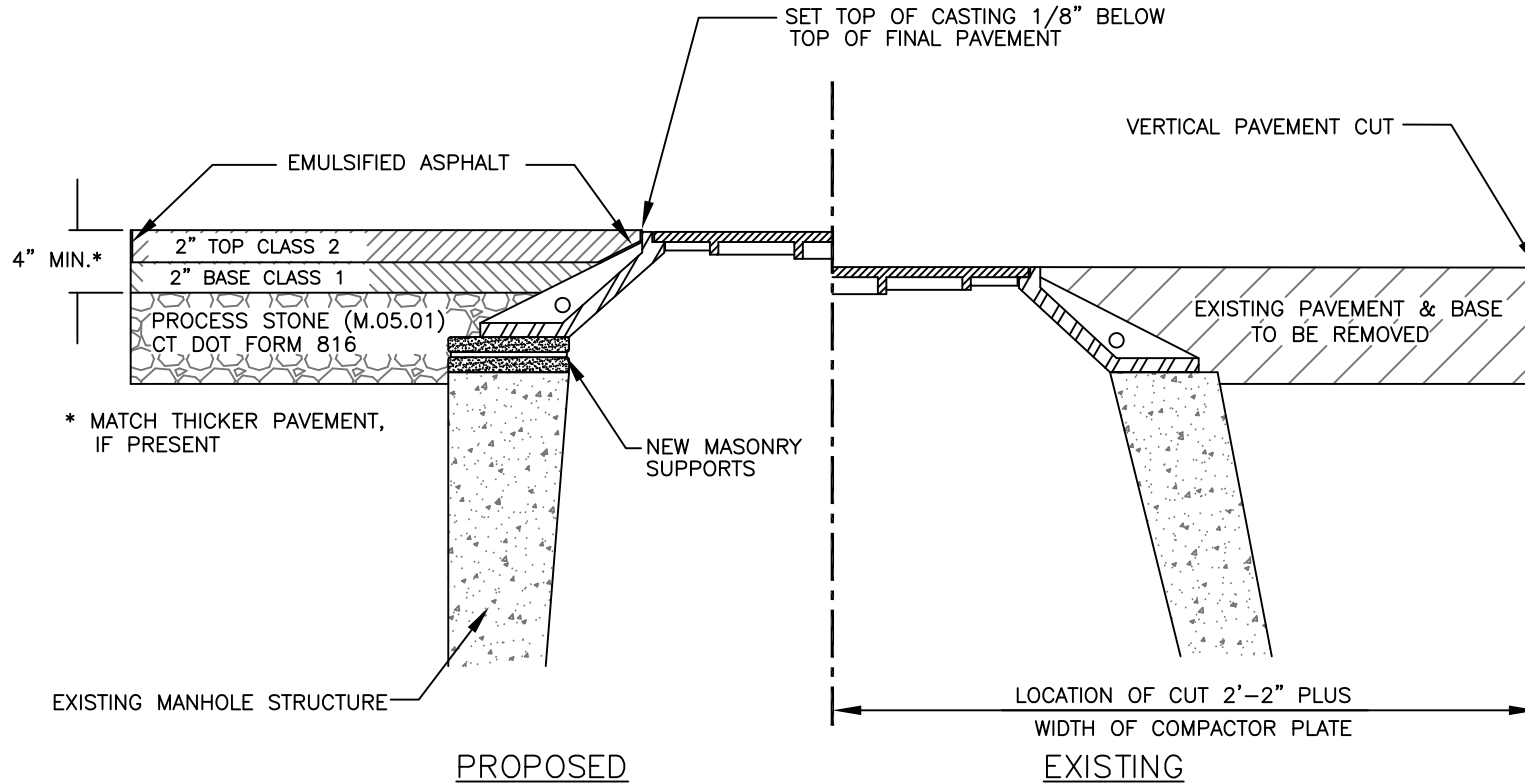 SET TOP OF CASTING 1/8” BELOW
TOP OF FINAL PAVEMENT
VERTICAL PAVEMENT CUT
EMULSIFIED ASPHALT
4” MIN.*
2” TOP CLASS 2
2” BASE CLASS 1
PROCESS STONE (M.05.01)
CT DOT FORM 816
EXISTING PAVEMENT & BASE
TO BE REMOVED
* MATCH THICKER PAVEMENT,
IF PRESENT
NEW MASONRY
SUPPORTS
EXISTING MANHOLE STRUCTURE
LOCATION OF CUT 2’-2” PLUS
WIDTH OF COMPACTOR PLATE
PROPOSED
EXISTING